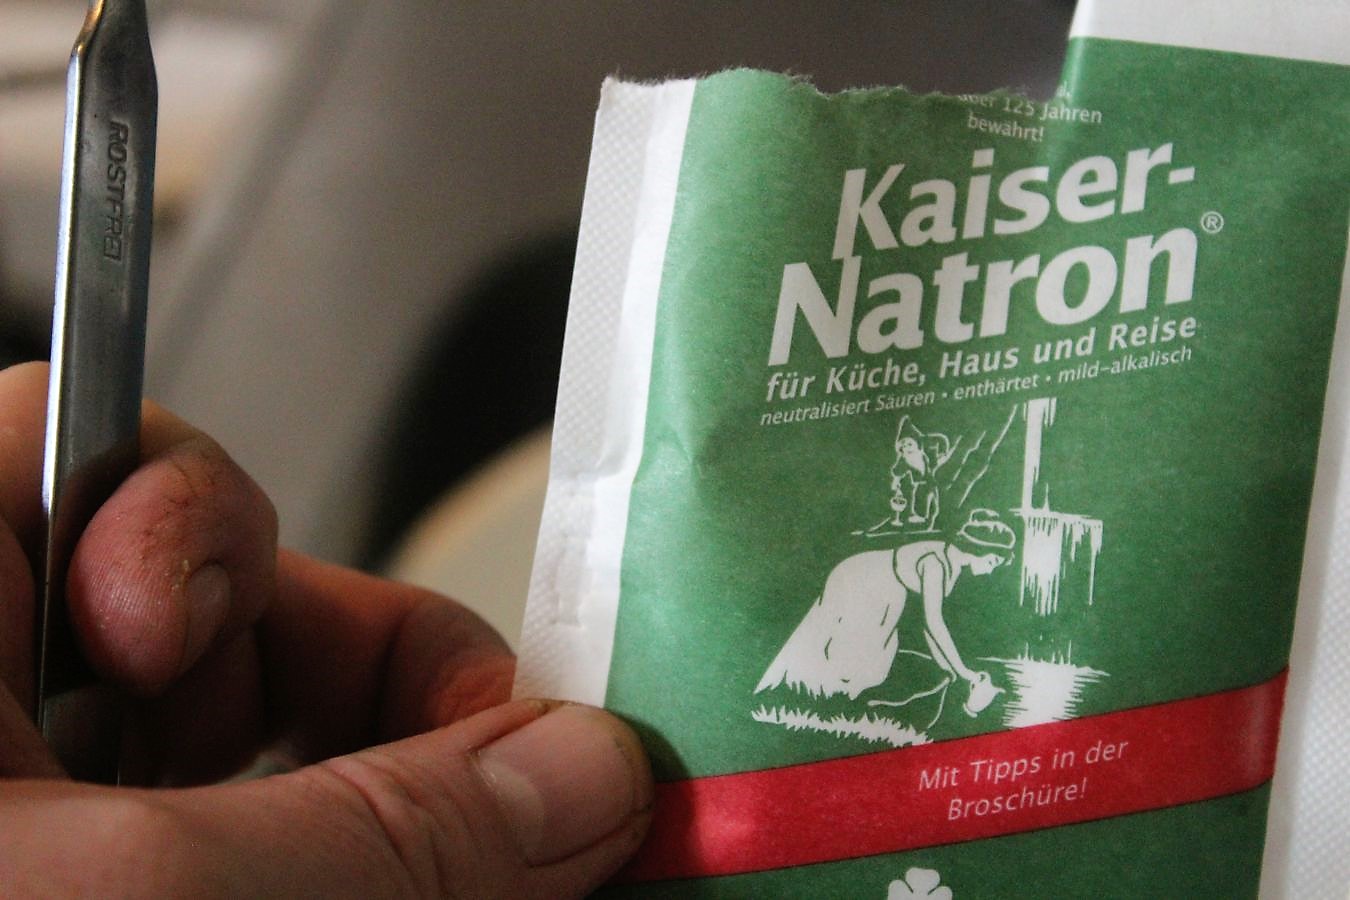 ROSTFREI
über 125 Jahren
bewährt!
Kaiser-
Natron®
für Küche, Haus und Reise
neutralisiert Säuren • enthärtet • mild-alkalisch
Mit Tipps in der
Broschüre!